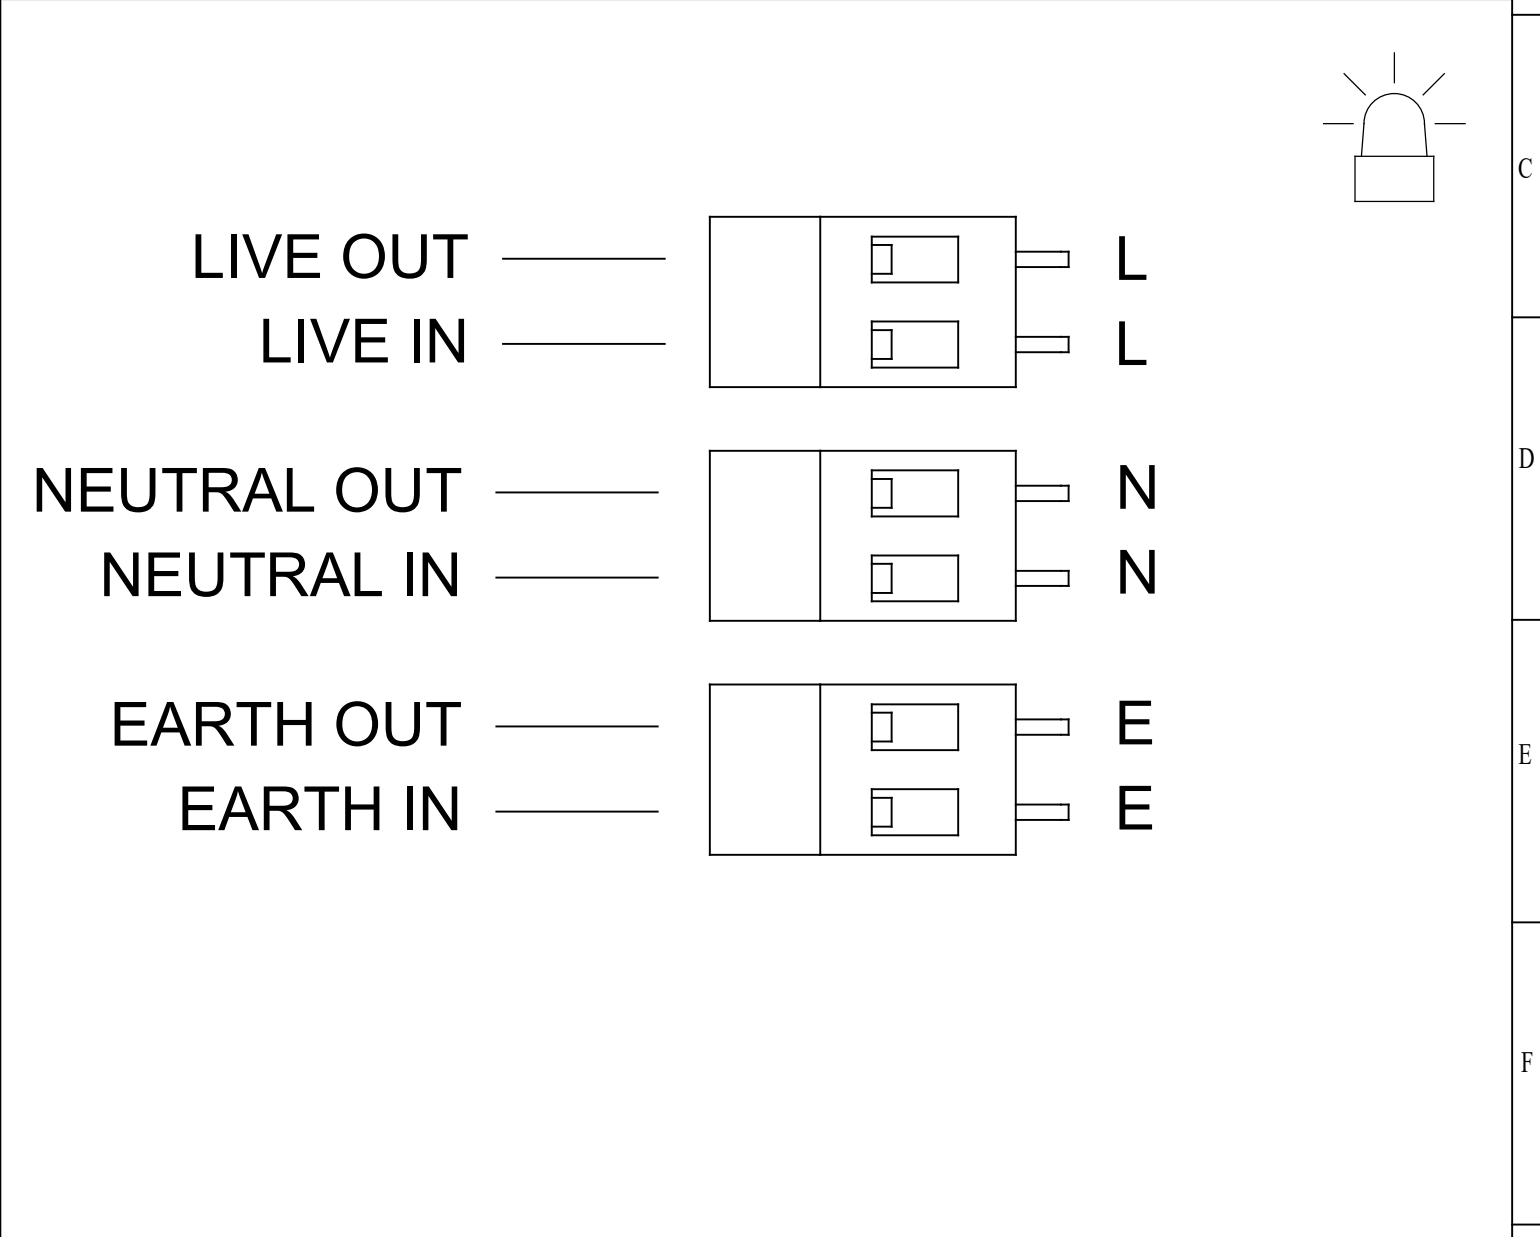 C
LIVE OUT L
LIVE IN L
D
NEUTRAL OUT N
NEUTRAL IN N
EARTH OUT E
E
EARTH IN E
F